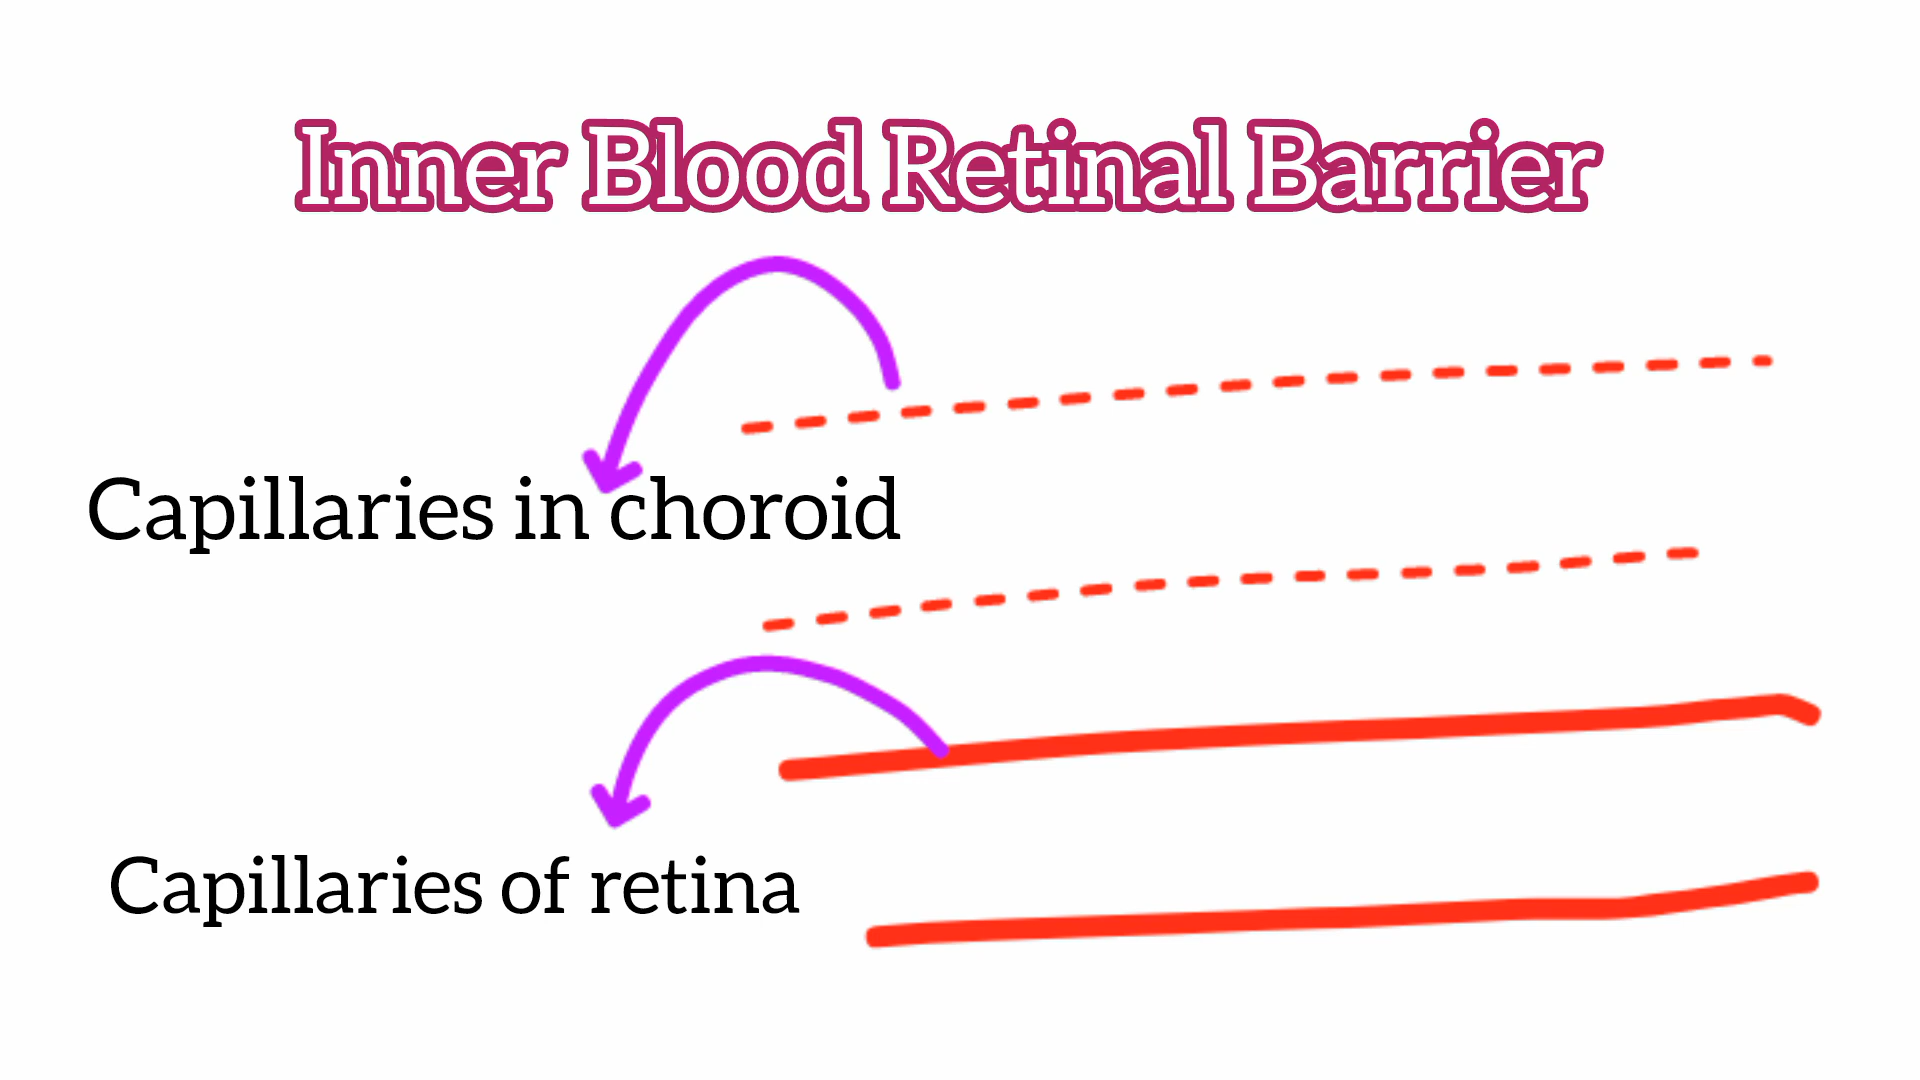 Inner Blood Retinal Barrier
Capillaries in choroid
Capillaries of retina